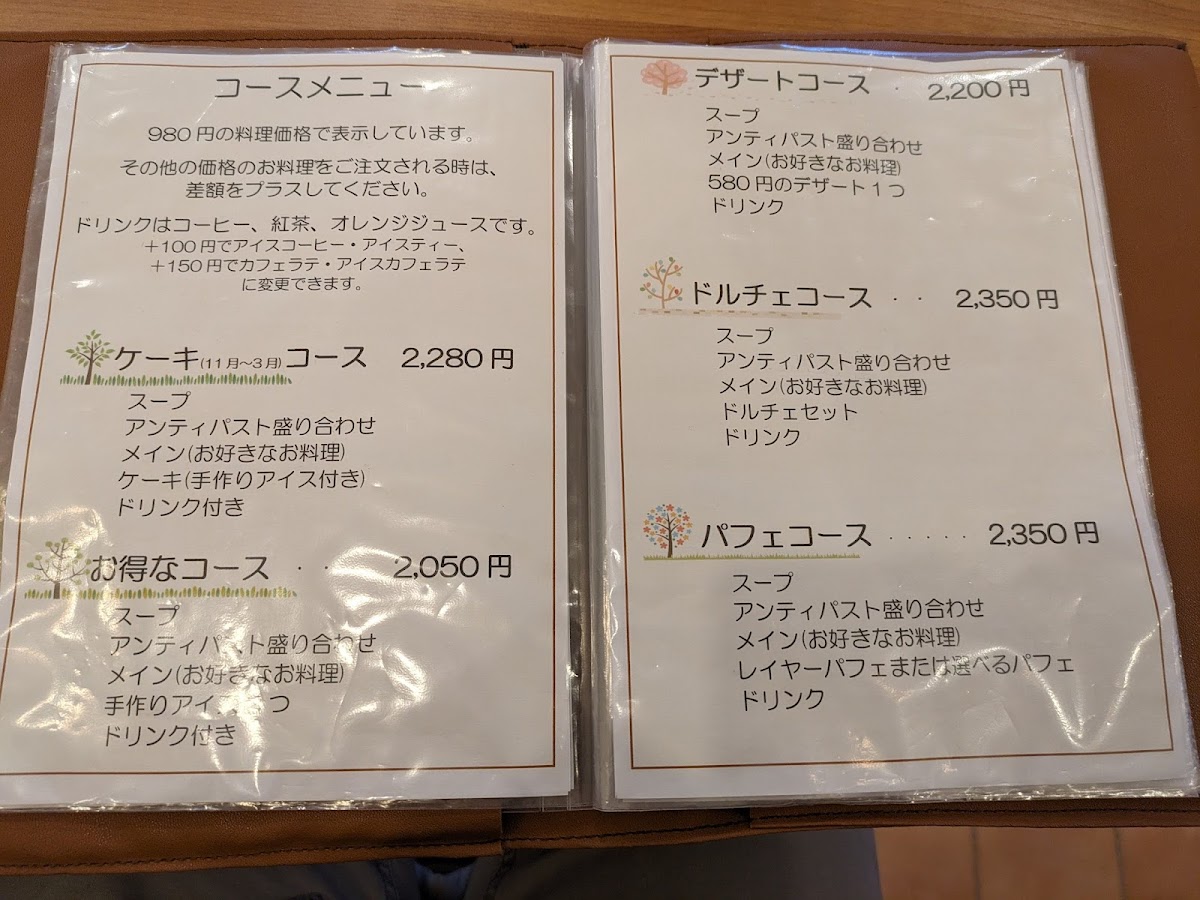 コースメニュー
980円の料理価格で表示しています。
その他の価格のお料理をご注文される時は、
差額をプラスしてください。
ドリンクはコーヒー、紅茶、オレンジジュースです。
＋100円でアイスコーヒー・アイスティー、
＋150円でカフェラテ・アイスカフェラテ
に変更できます。
ケーキ(11月～3月)コース 2,280円
スープ
アンティパスト盛り合わせ
メイン(お好きなお料理)
ケーキ(手作りアイス付き)
ドリンク付き
お得なコース ・・ 2,050円
スープ
アンティパスト盛り合わせ
メイン(お好きなお料理)
手作りアイス つ
ドリンク付き
デザートコース ・ 2,200円
スープ
アンティパスト盛り合わせ
メイン(お好きなお料理)
580円のデザート1つ
ドリンク
ドルチェコース ・・ 2,350円
スープ
アンティパスト盛り合わせ
メイン(お好きなお料理)
ドルチェセット
ドリンク
パフェコース ・・・・・ 2,350円
スープ
アンティパスト盛り合わせ
メイン(お好きなお料理)
レイヤーパフェまたは選べるパフェ
ドリンク